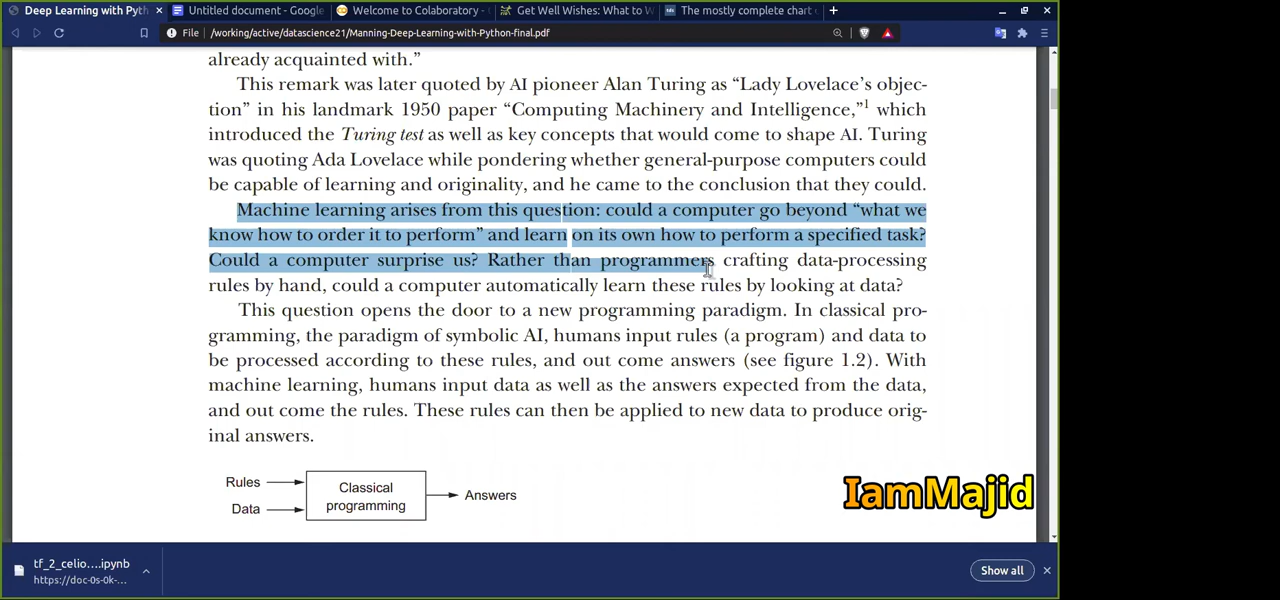 Deep Learning with Pyth
Untitled document - Google
Welcome to Colaboratory -
Get Well Wishes: What to W
The mostly complete chart
File
/working/active/datascience21/Manning-Deep-Learning-with-Python-final.pdf
already acquainted with.”
This remark was later quoted by AI pioneer Alan Turing as “Lady Lovelace’s objec-
tion” in his landmark 1950 paper “Computing Machinery and Intelligence,”1 which
introduced the Turing test as well as key concepts that would come to shape AI. Turing
was quoting Ada Lovelace while pondering whether general-purpose computers could
be capable of learning and originality, and he came to the conclusion that they could.
Machine learning arises from this question: could a computer go beyond “what we
know how to order it to perform” and learn on its own how to perform a specified task?
Could a computer surprise us? Rather than programmers crafting data-processing
rules by hand, could a computer automatically learn these rules by looking at data?
This question opens the door to a new programming paradigm. In classical pro-
gramming, the paradigm of symbolic AI, humans input rules (a program) and data to
be processed according to these rules, and out come answers (see figure 1.2). With
machine learning, humans input data as well as the answers expected from the data,
and out come the rules. These rules can then be applied to new data to produce orig-
inal answers.
Rules
Data
Classical
programming
Answers
IamMajid
tf_2_celio....ipynb
https://doc-0s-0k-...
Show all